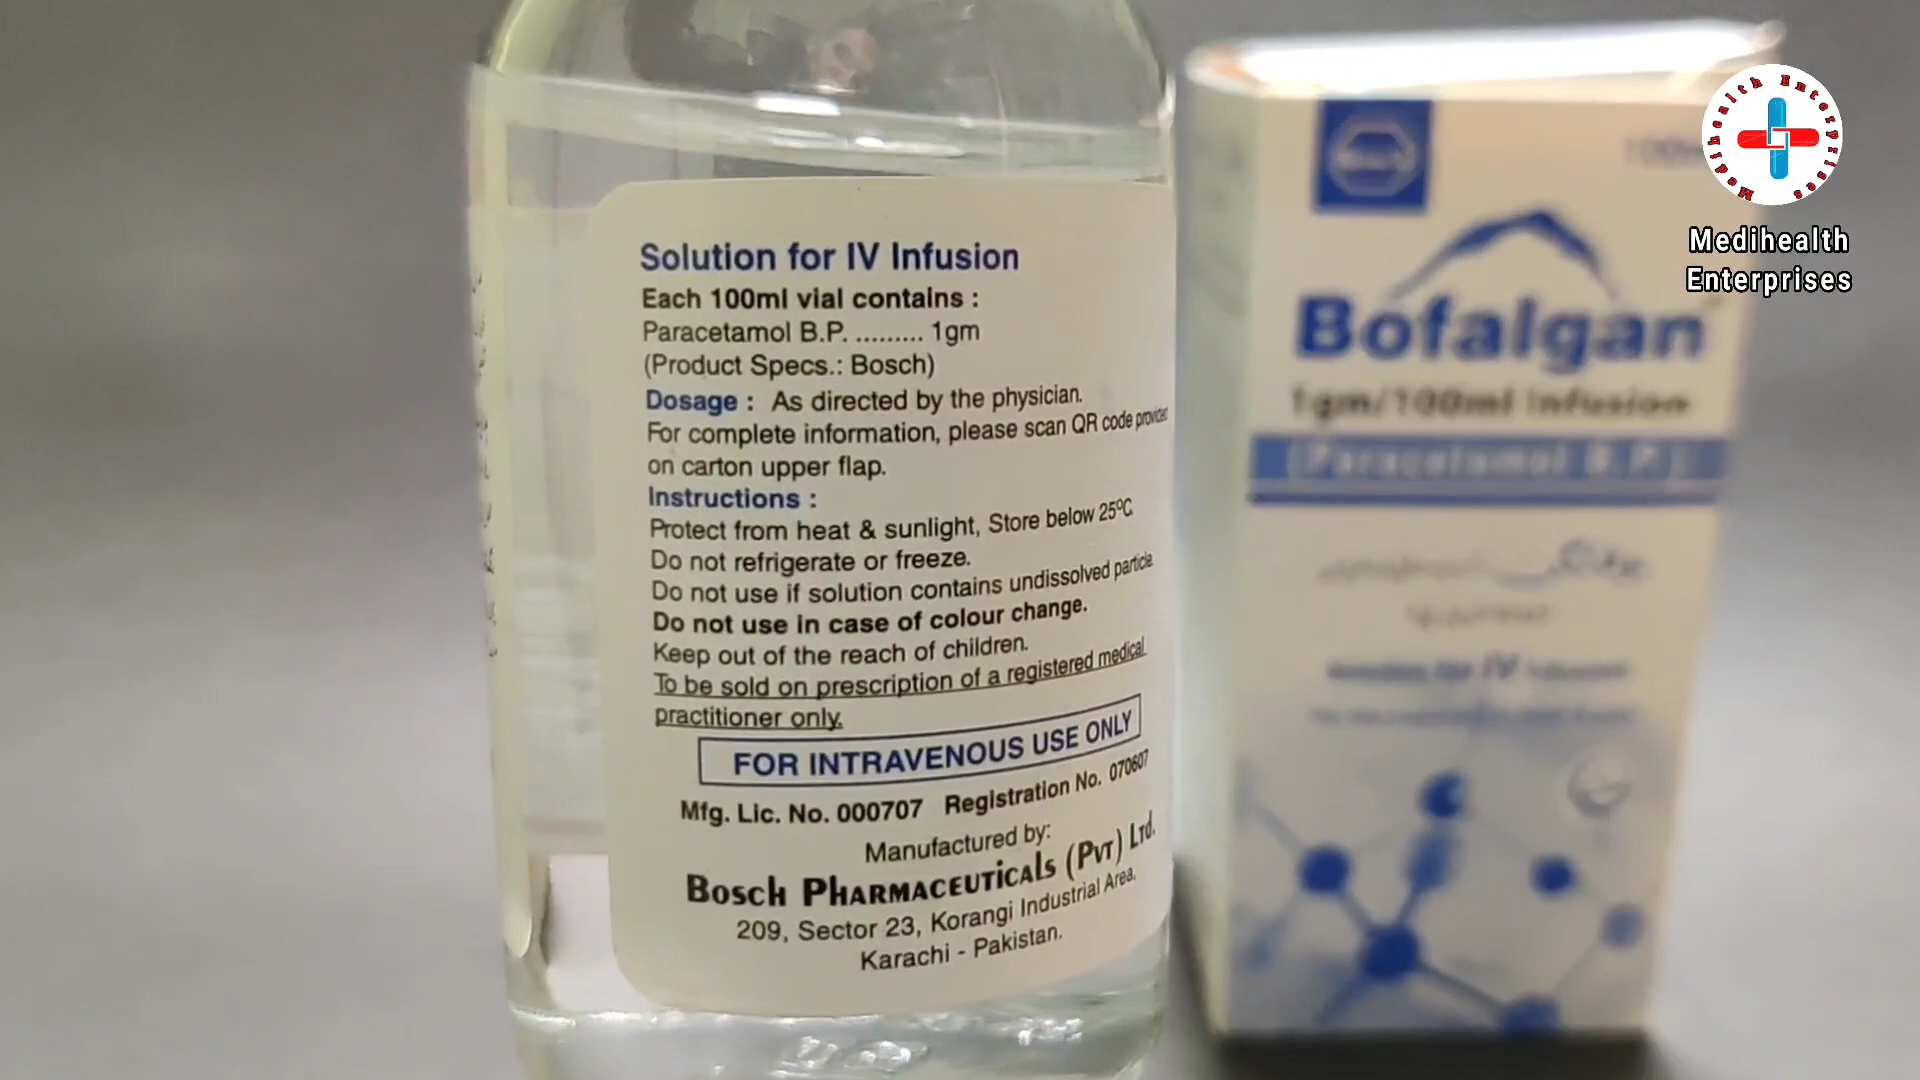 Solution for IV Infusion
Each 100ml vial contains :
Paracetamol B.P. ......... 1gm
(Product Specs.: Bosch)
Dosage : As directed by the physician.
For complete information, please scan QR code provided
on carton upper flap.
Instructions :
Protect from heat & sunlight, Store below 25ºC
Do not refrigerate or freeze.
Do not use if solution contains undissolved particle
Do not use in case of colour change.
Keep out of the reach of children.
To be sold on prescription of a registered medical
practitioner only.
FOR INTRAVENOUS USE ONLY
Mfg. Lic. No. 000707 Registration No. 070607
Manufactured by:
Bosch Pharmaceuticals (Pvt) Ltd.
209, Sector 23, Korangi Industrial Area,
Karachi - Pakistan.
Bofalgan
1gm/100ml Infusion
(Paracetamol B.P.)
Medihealth Enterprises
Medihealth
Enterprises